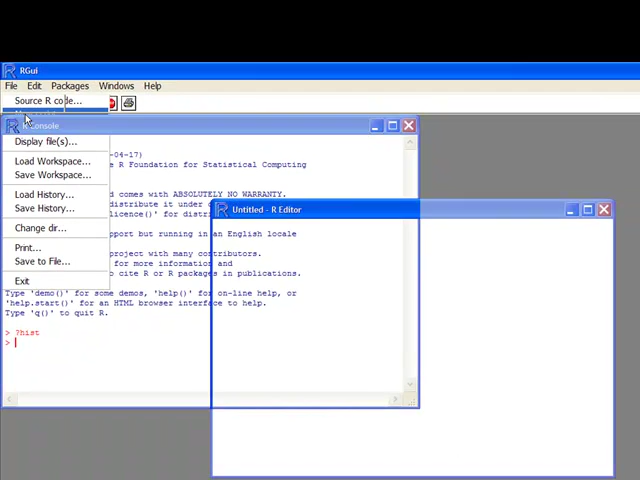 RGui
File Edit Packages Windows Help
Source R code...
R Console
Display file(s)...
-04-17)
Load Workspace...
e R Foundation for Statistical Computing
Save Workspace...
Load History...
d comes with ABSOLUTELY NO WARRANTY.
distribute it under
Save History...
licence()' for
Untitled - R Editor
Change dir...
upport but running in an English locale
Print...
project with many contributors.
for more information and
Save to File...
to cite R or R packages in publications.
Exit
Type 'demo()' for some demos, 'help()' for on-line help, or
'help.start()' for an HTML browser interface to help.
Type 'q()' to quit R.
> ?hist
>